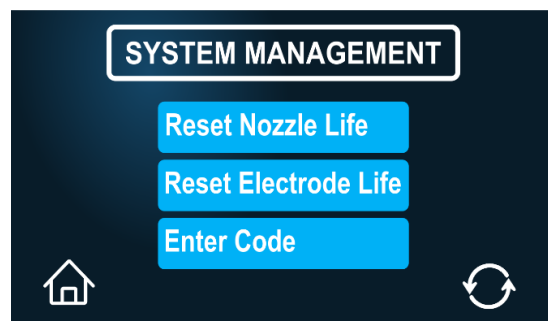 SYSTEM MANAGEMENT
Reset Nozzle Life
Reset Electrode Life
Enter Code